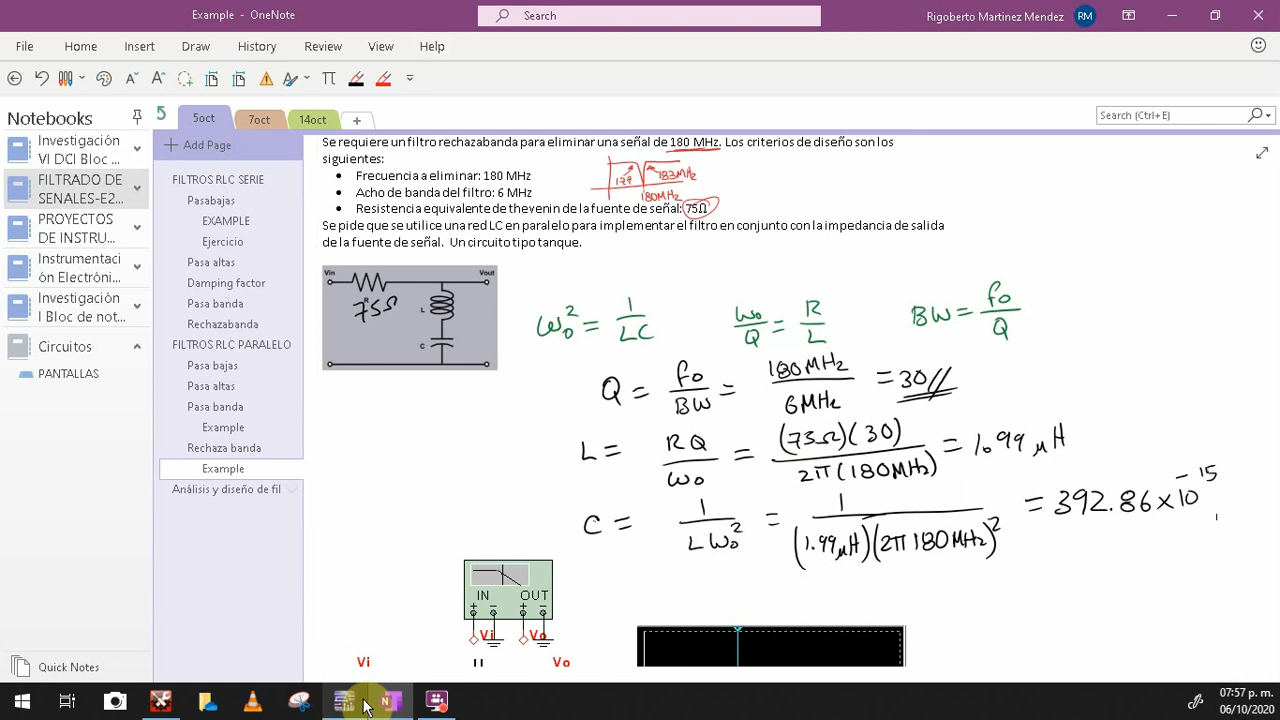 Example - OneNote
Search
Rigoberto Martinez Mendez RM
File Home Insert Draw History Review View Help
Notebooks
5oct 7oct 14oct +
Search (Ctrl+E)
Investigación VI DCI Bloc ...
FILTRADO DE SENALES-E2...
PROYECTOS DE INSTRU...
Instrumentaci ón Electróni...
Investigación I Bloc de not...
Circuitos
PANTALLAS
Quick Notes
Add Page
FILTROS RLC SERIE
Pasabajas
EXAMPLE
Ejercicio
Pasa altas
Damping factor
Pasa banda
Rechazabanda
FILTROS RLC PARALELO
Pasa bajas
Pasa altas
Pasa banda
Example
Rechaza banda
Example
Análisis y diseño de fil
Se requiere un filtro rechazabanda para eliminar una señal de 180 MHz. Los criterios de diseño son los
siguientes:
• Frecuencia a eliminar: 180 MHz
• Acho de banda del filtro: 6 MHz
• Resistencia equivalente de thevenin de la fuente de señal: 75Ω
177 183MHz
180MHz
Se pide que se utilice una red LC en paralelo para implementar el filtro en conjunto con la impedancia de salida
de la fuente de señal. Un circuito tipo tanque.
Vin Vout
R
75Ω
L
C
ω₀² = 1/LC ω₀/Q = R/L BW = f₀/Q
Q = f₀/BW = 180MHz/6MHz = 30//
L = RQ/ω₀ = (75Ω)(30)/2π(180MHz) = 1.99 μH
C = 1/Lω₀² = 1/(1.99μH)(2π180MHz)² = 392.86x10⁻¹⁵
IN OUT
Vi Vo
Vi Vo
07:57 p. m.
06/10/2020